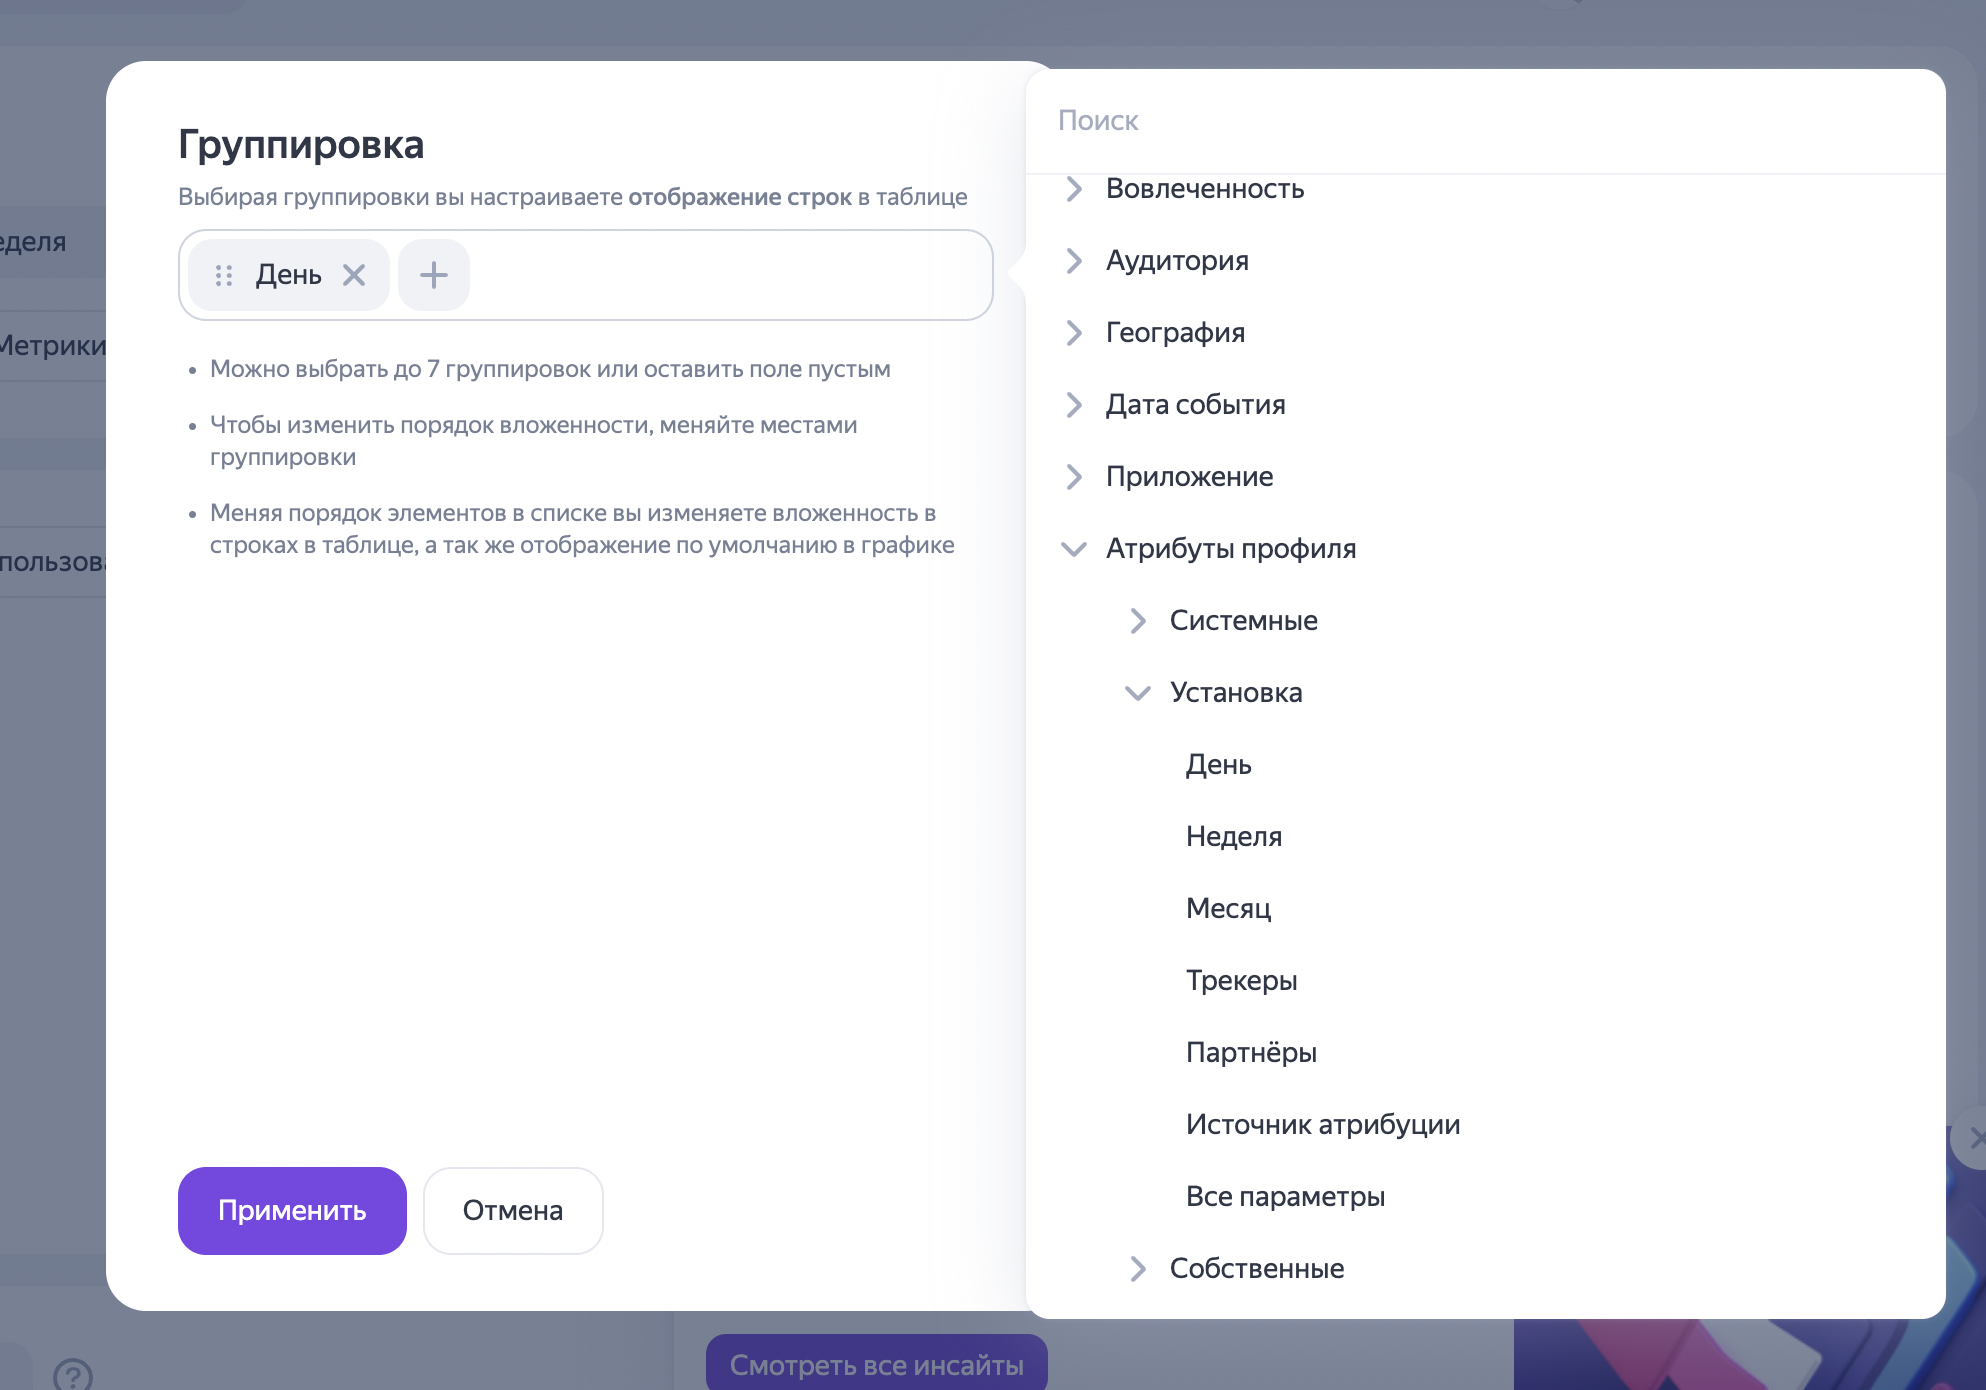 Группировка
Выбирая группировки вы настраиваете отображение строк в таблице
День
Можно выбрать до 7 группировок или оставить поле пустым
Чтобы изменить порядок вложенности, меняйте местами
группировки
Меняя порядок элементов в списке вы изменяете вложенность в
строках в таблице, а так же отображение по умолчанию в графике
Применить
Отмена
Поиск
Вовлеченность
Аудитория
География
Дата события
Приложение
Атрибуты профиля
Системные
Установка
День
Неделя
Месяц
Трекеры
Партнёры
Источник атрибуции
Все параметры
Собственные
еделя
Метрики
пользова
Смотреть все инсайты
?